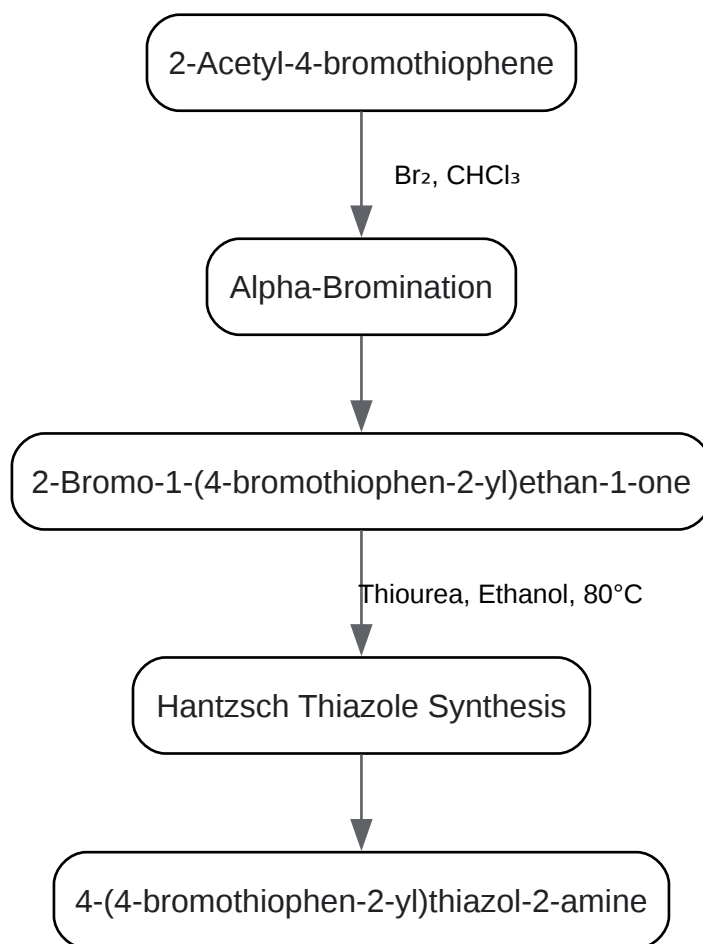 2-Acetyl-4-bromothiophene
Br₂, CHCl₃
Alpha-Bromination
2-Bromo-1-(4-bromothiophen-2-yl)ethan-1-one
Thiourea, Ethanol, 80°C
Hantzsch Thiazole Synthesis
4-(4-bromothiophen-2-yl)thiazol-2-amine